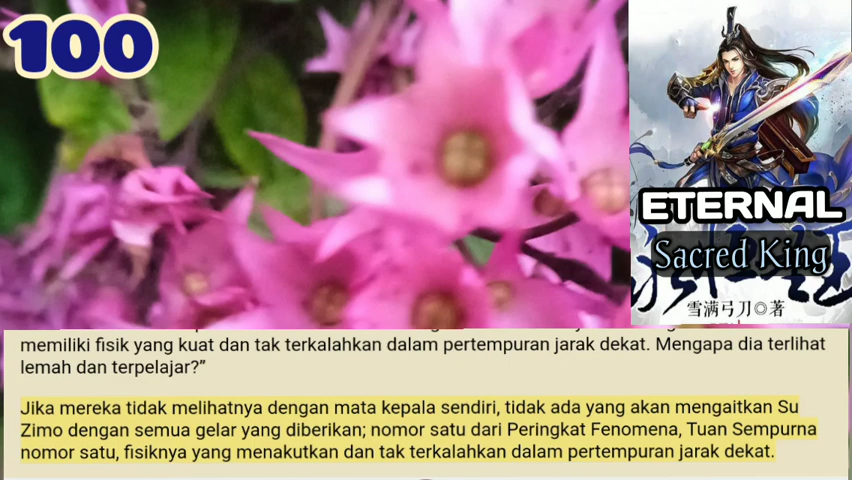 100
ETERNAL
Sacred King
雪满弓刀◎著
memiliki fisik yang kuat dan tak terkalahkan dalam pertempuran jarak dekat. Mengapa dia terlihat
lemah dan terpelajar?"
Jika mereka tidak melihatnya dengan mata kepala sendiri, tidak ada yang akan mengaitkan Su
Zimo dengan semua gelar yang diberikan; nomor satu dari Peringkat Fenomena, Tuan Sempurna
nomor satu, fisiknya yang menakutkan dan tak terkalahkan dalam pertempuran jarak dekat.